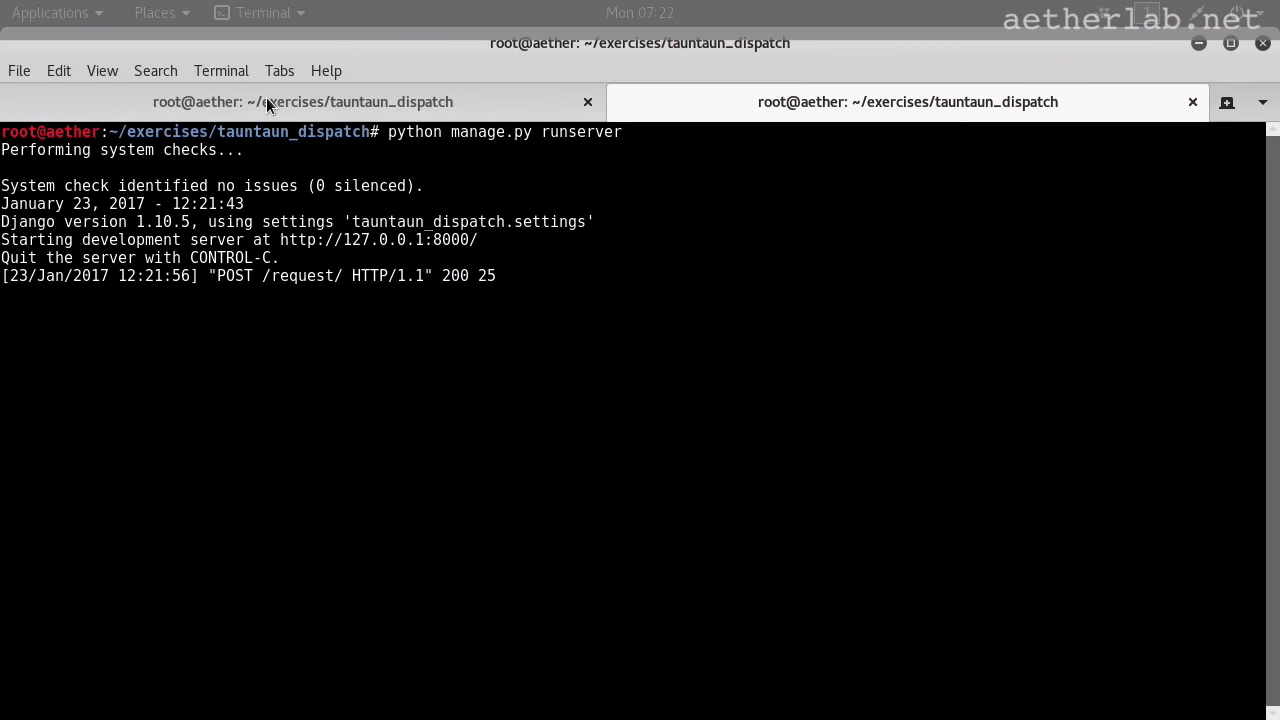 Applications Places Terminal Mon 07:22 1
aetherlab.net
root@aether: ~/exercises/tauntaun_dispatch
File Edit View Search Terminal Tabs Help
root@aether: ~/exercises/tauntaun_dispatch × root@aether: ~/exercises/tauntaun_dispatch ×
root@aether:~/exercises/tauntaun_dispatch# python manage.py runserver
Performing system checks...
System check identified no issues (0 silenced).
January 23, 2017 - 12:21:43
Django version 1.10.5, using settings 'tauntaun_dispatch.settings'
Starting development server at http://127.0.0.1:8000/
Quit the server with CONTROL-C.
[23/Jan/2017 12:21:56] "POST /request/ HTTP/1.1" 200 25